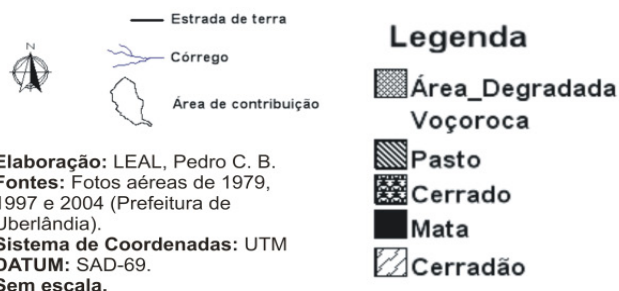 Estrada de terra
N
Córrego
Área de contribuição
Elaboração: LEAL, Pedro C. B.
Fontes: Fotos aéreas de 1979,
1997 e 2004 (Prefeitura de
Uberlândia).
Sistema de Coordenadas: UTM
DATUM: SAD-69.
Sem escala.
Legenda
Área_Degradada
Voçoroca
Pasto
Cerrado
Mata
Cerradão